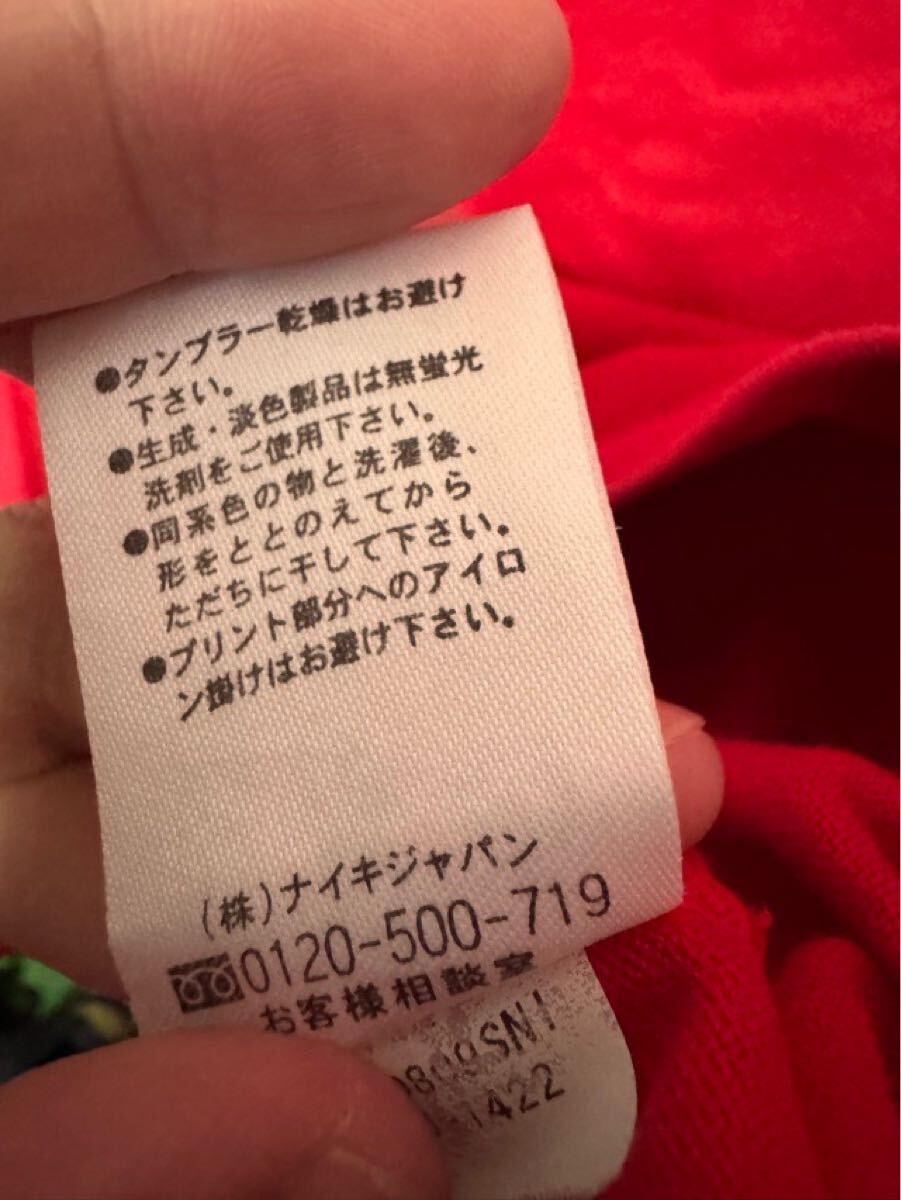 ●タンブラー乾燥はお避け
下さい。
●生成・淡色製品は無蛍光
洗剤をご使用下さい。
●同系色の物と洗濯後、
形をととのえてから
ただちに干して下さい。
●プリント部分へのアイロ
ン掛けはお避け下さい。
(株)ナイキジャパン
0120-500-719
お客様相談室
1422